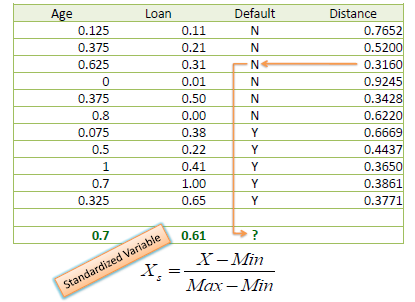 Age Loan Default Distance
0.125 0.11 N 0.7652
0.375 0.21 N 0.5200
0.625 0.31 N 0.3160
0 0.01 N 0.9245
0.375 0.50 N 0.3428
0.8 0.00 N 0.6220
0.075 0.38 Y 0.6669
0.5 0.22 Y 0.4437
1 0.41 Y 0.3650
0.7 1.00 Y 0.3861
0.325 0.65 Y 0.3771
0.7 0.61 ?
Standardized Variable
Xs = (X − Min) / (Max − Min)